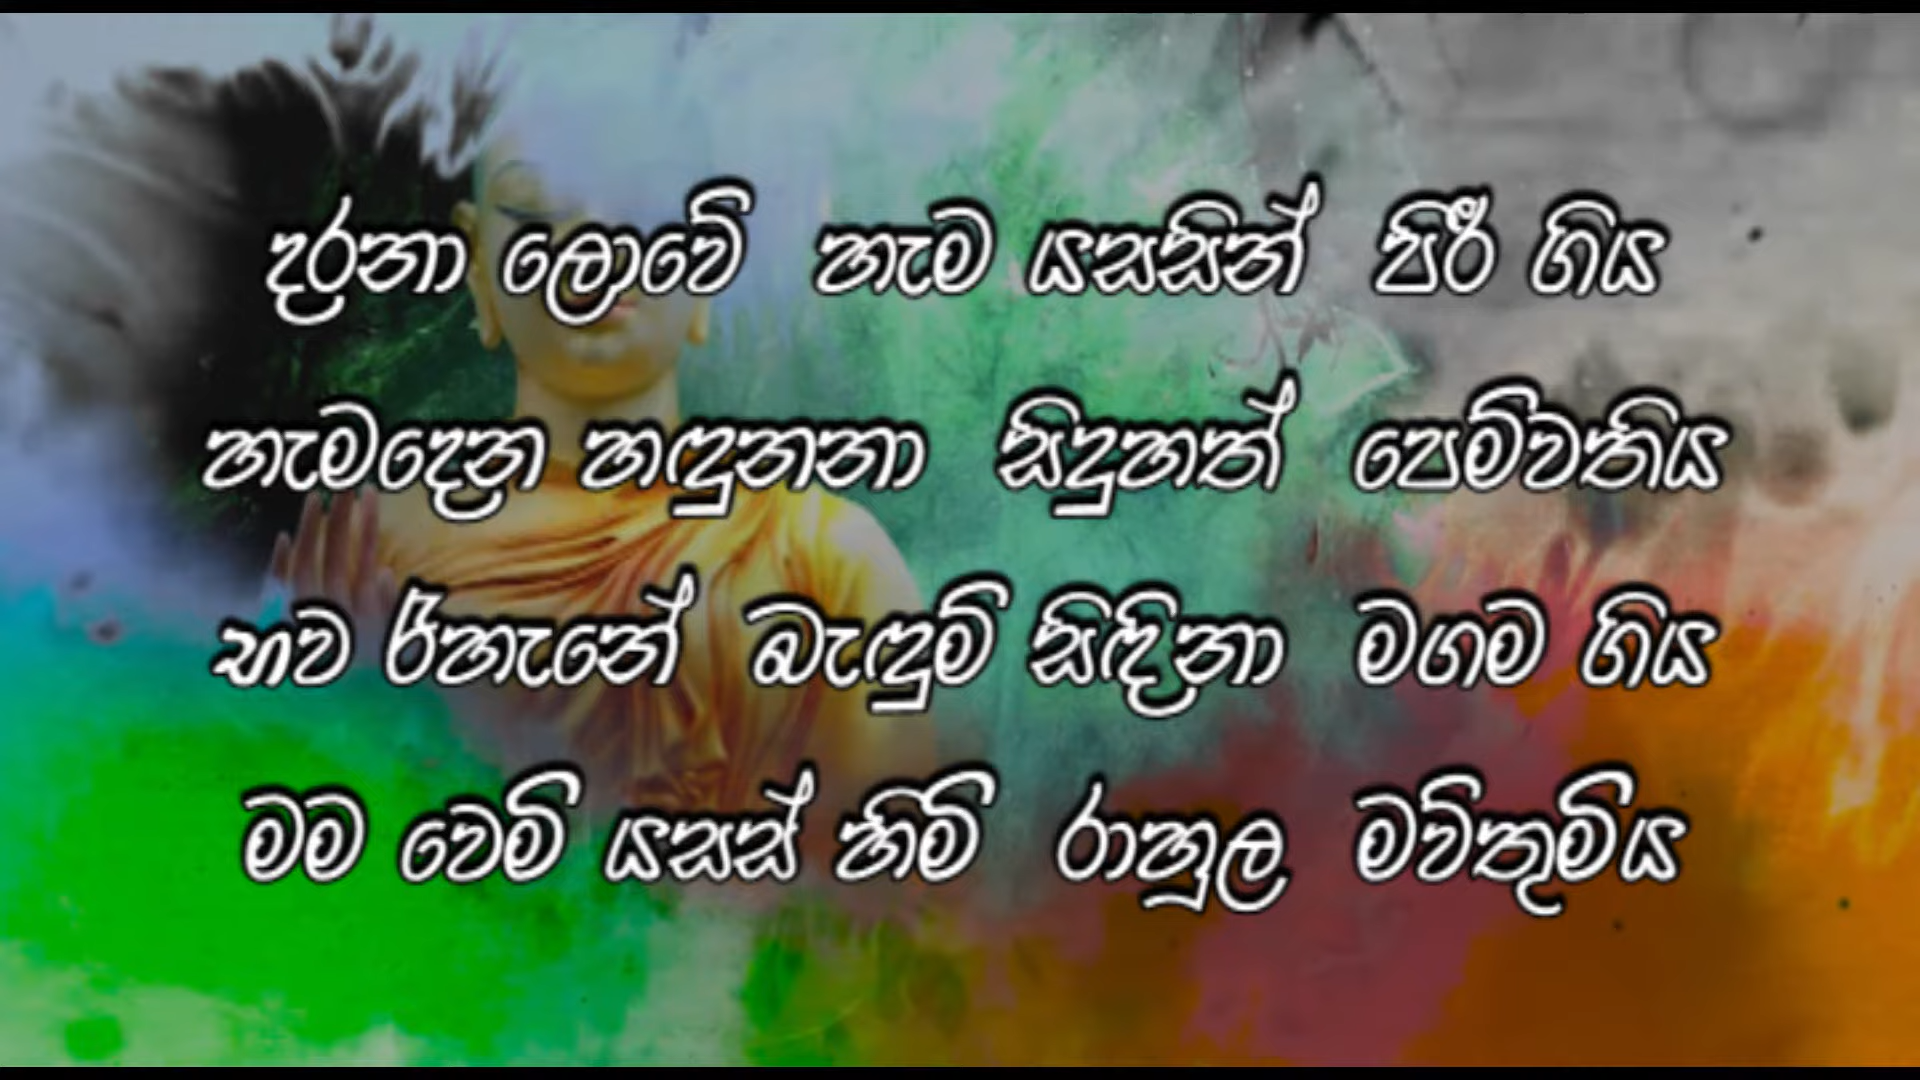 දරනා ලොවේ හැම යසසින් පිරී ගිය
හැමදෙන හඳුනනා සිදුහත් පෙම්වතිය
භව රිහැනේ බැඳුම් සිඳිනා මගම ගිය
මම වෙමි යසස් හිමි රාහුල මව්තුමිය